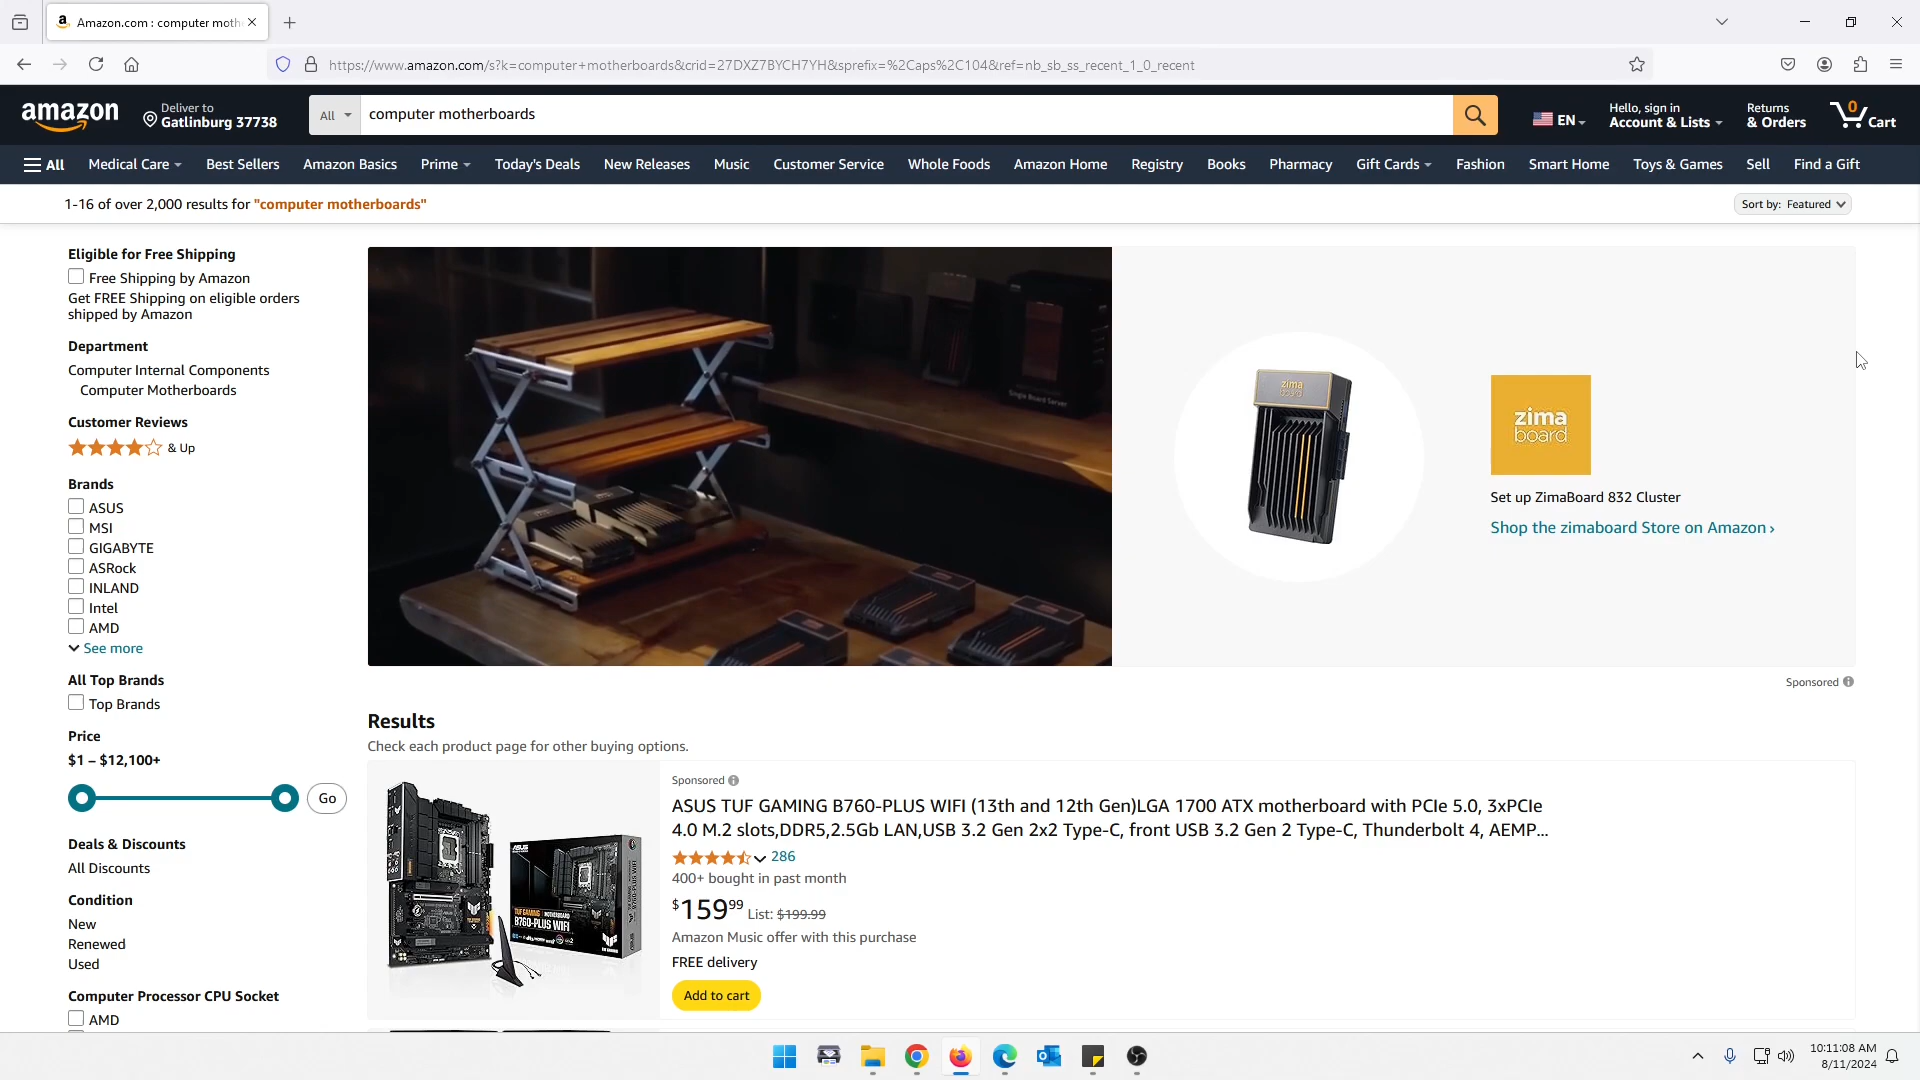 Amazon.com : computer moth
https://www.amazon.com/s?k=computer+motherboards&crid=27DXZ7BYCH7YH&sprefix=%2Caps%2C104&ref=nb_sb_ss_recent_1_0_recent
amazon
Deliver to
Gatlinburg 37738
All
computer motherboards
EN
Hello, sign in
Account & Lists
Returns
& Orders
0
Cart
All
Medical Care
Best Sellers
Amazon Basics
Prime
Today's Deals
New Releases
Music
Customer Service
Whole Foods
Amazon Home
Registry
Books
Pharmacy
Gift Cards
Fashion
Smart Home
Toys & Games
Sell
Find a Gift
1-16 of over 2,000 results for "computer motherboards"
Sort by: Featured
Eligible for Free Shipping
Free Shipping by Amazon
Get FREE Shipping on eligible orders
shipped by Amazon
Department
Computer Internal Components
Computer Motherboards
Customer Reviews
& Up
Brands
ASUS
MSI
GIGABYTE
ASRock
INLAND
Intel
AMD
See more
All Top Brands
Top Brands
Price
$1 – $12,100+
Go
Deals & Discounts
All Discounts
Condition
New
Renewed
Used
Computer Processor CPU Socket
AMD
Single Board Server
zima
board
zima
board
Set up ZimaBoard 832 Cluster
Shop the zimaboard Store on Amazon ›
Sponsored
Results
Check each product page for other buying options.
ASUS
TUF GAMING MOTHERBOARD
B760-PLUS WIFI
Sponsored
ASUS TUF GAMING B760-PLUS WIFI (13th and 12th Gen)LGA 1700 ATX motherboard with PCIe 5.0, 3xPCIe
4.0 M.2 slots,DDR5,2.5Gb LAN,USB 3.2 Gen 2x2 Type-C, front USB 3.2 Gen 2 Type-C, Thunderbolt 4, AEMP...
286
400+ bought in past month
$159.99 List: $199.99
Amazon Music offer with this purchase
FREE delivery
Add to cart
10:11:08 AM
8/11/2024